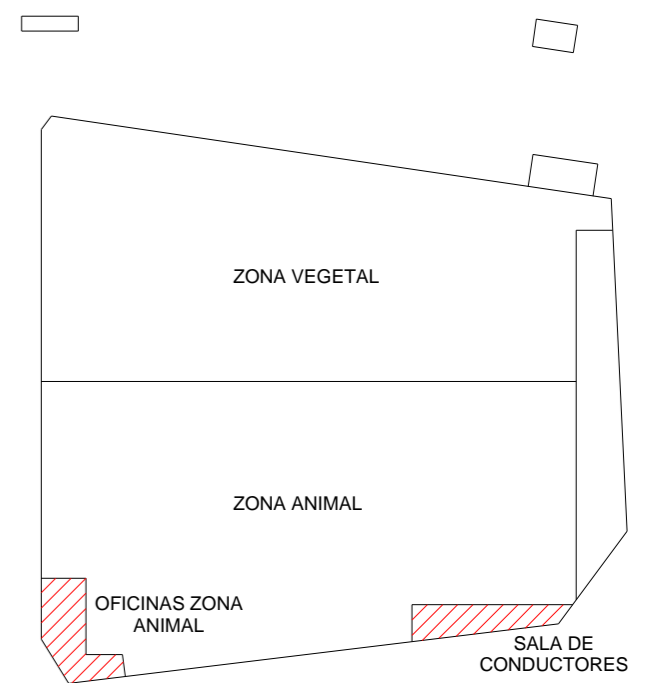 ZONA VEGETAL
ZONA ANIMAL
OFICINAS ZONA
ANIMAL
SALA DE
CONDUCTORES